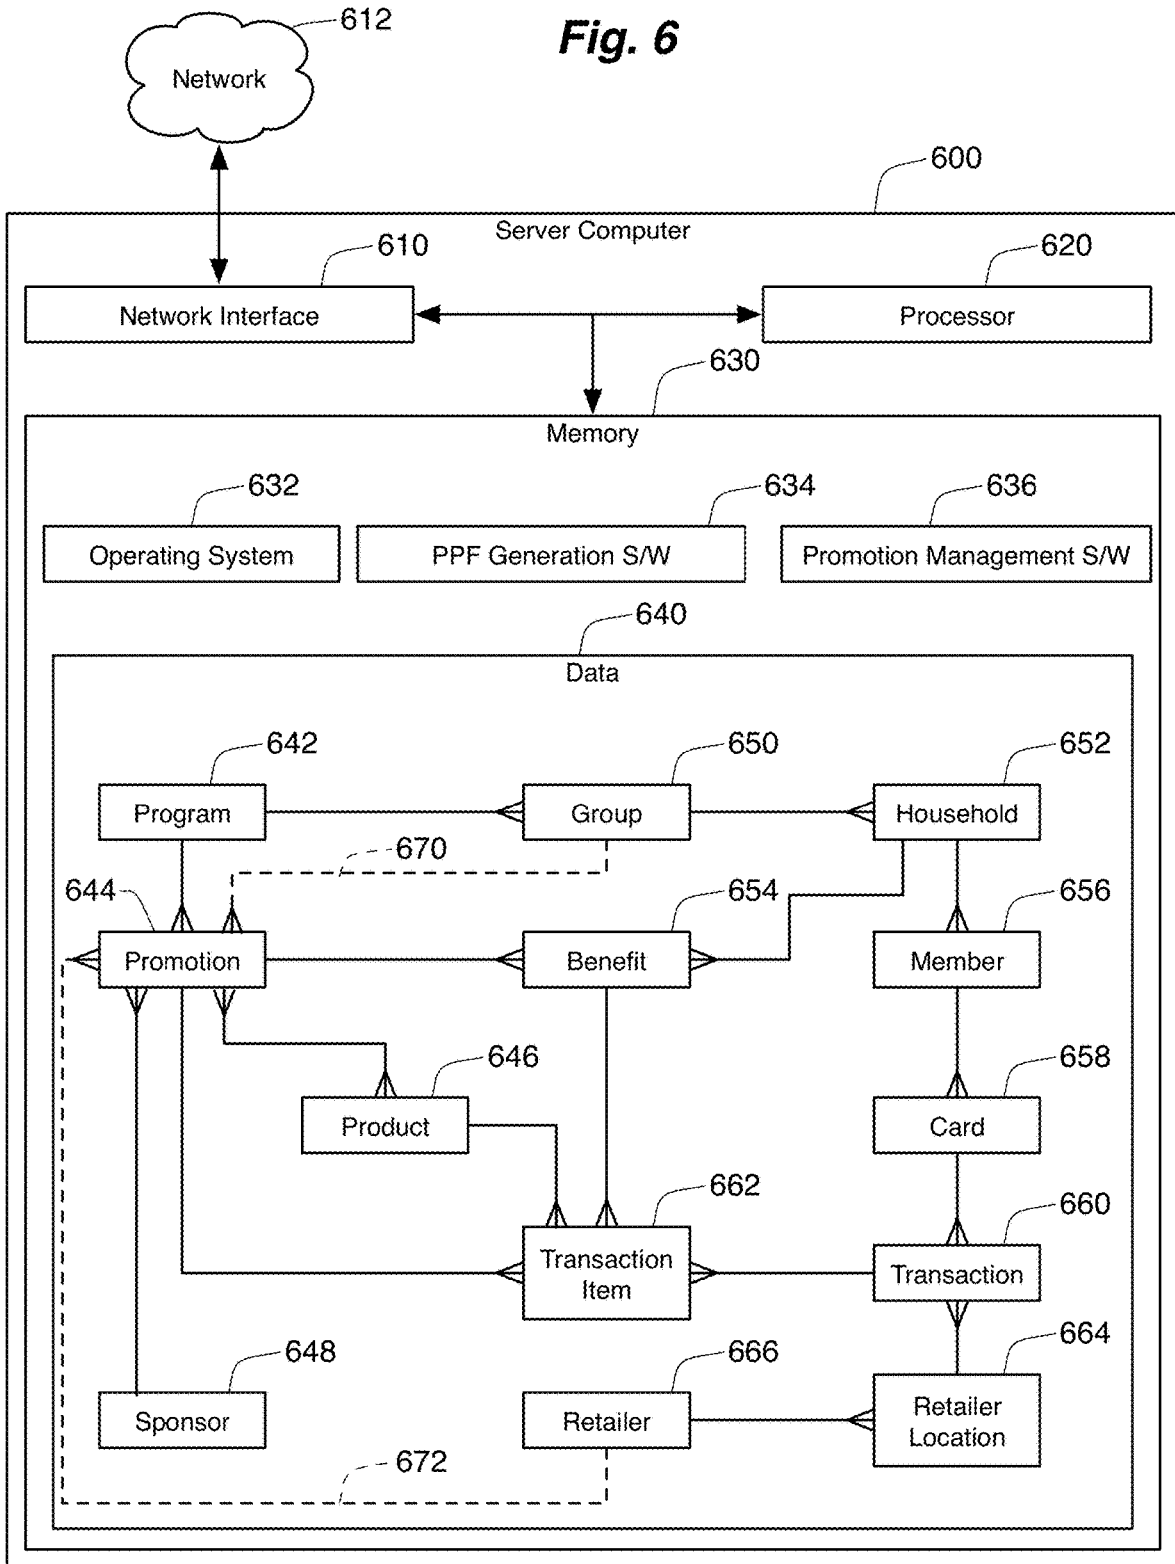 612
Fig. 6
Network
600
Server Computer
610
620
Network Interface
Processor
630
Memory
632
634
636
Operating System
PPF Generation S/W
Promotion Management S/W
640
Data
642
650
652
Program
Group
Household
670
644
654
656
Promotion
Benefit
Member
646
658
Product
Card
662
660
Transaction
Item
Transaction
648
666
664
Sponsor
Retailer
Retailer
Location
672